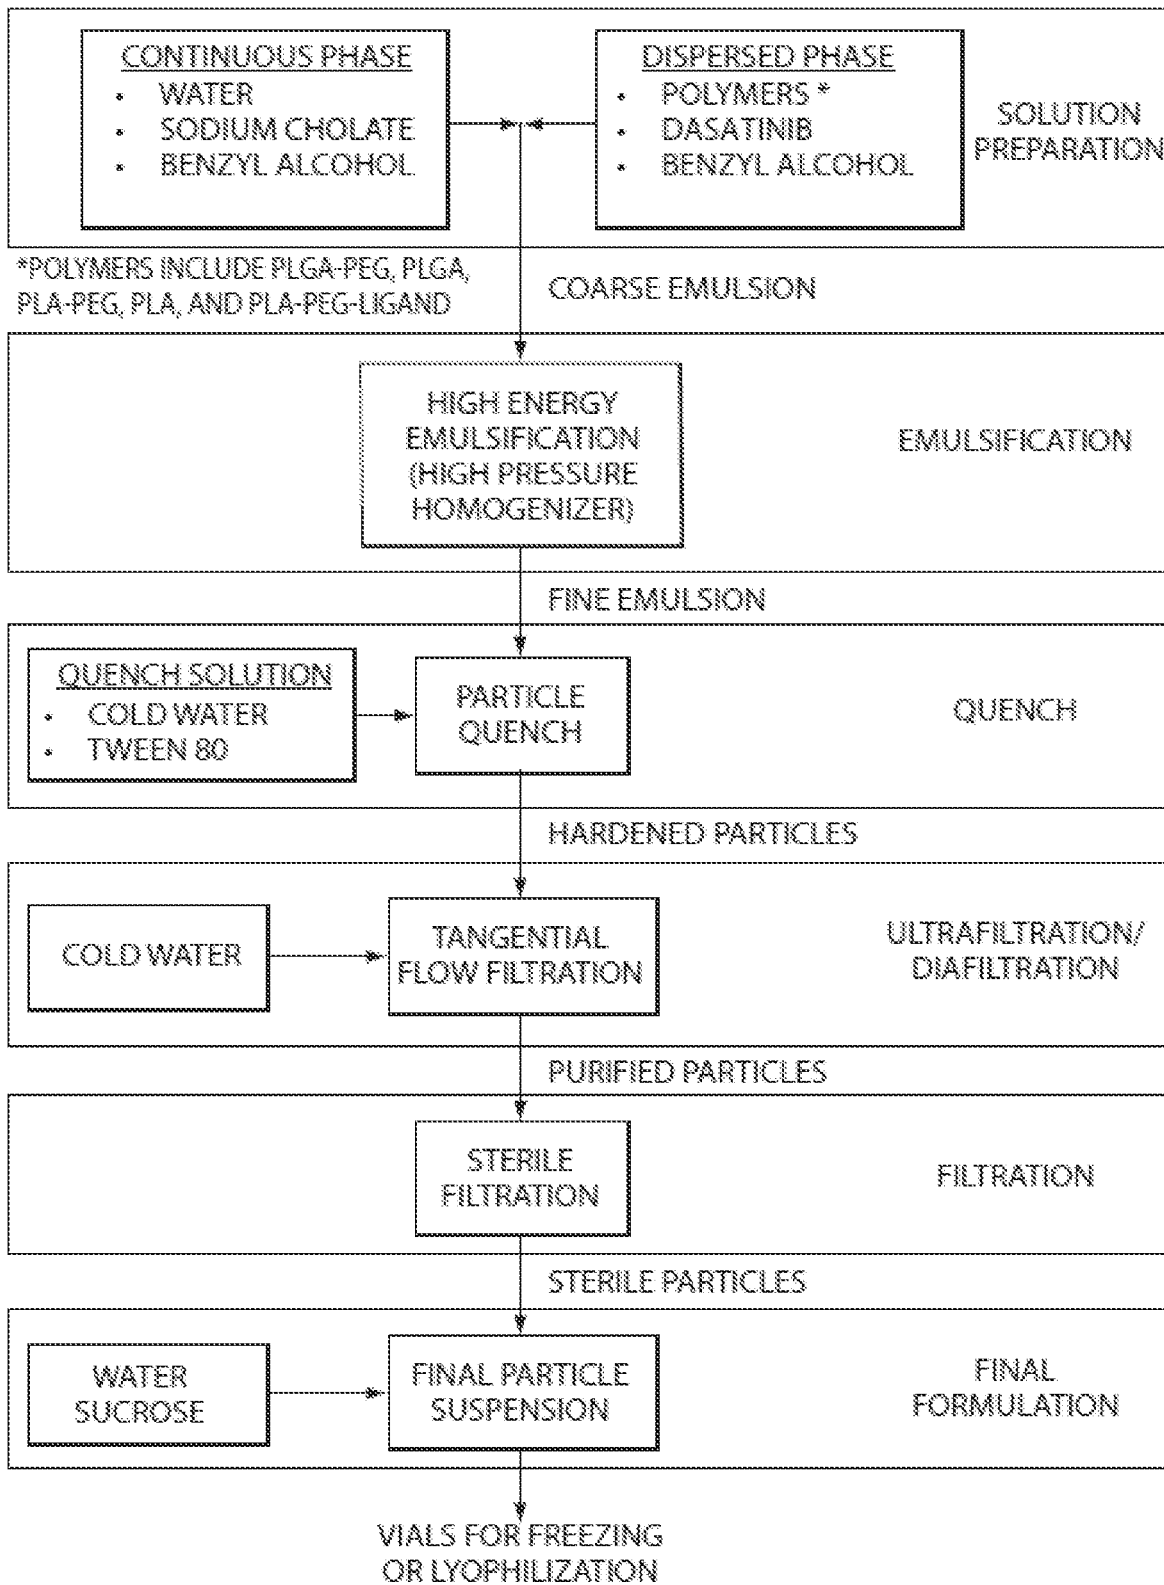 CONTINUOUS PHASE
• WATER
• SODIUM CHOLATE
• BENZYL ALCOHOL
DISPERSED PHASE
• POLYMERS *
• DASATINIB
• BENZYL ALCOHOL
SOLUTION
PREPARATION
*POLYMERS INCLUDE PLGA-PEG, PLGA,
PLA-PEG, PLA, AND PLA-PEG-LIGAND
COARSE EMULSION
HIGH ENERGY
EMULSIFICATION
(HIGH PRESSURE
HOMOGENIZER)
EMULSIFICATION
FINE EMULSION
QUENCH SOLUTION
• COLD WATER
• TWEEN 80
PARTICLE
QUENCH
QUENCH
HARDENED PARTICLES
COLD WATER
TANGENTIAL
FLOW FILTRATION
ULTRAFILTRATION/
DIAFILTRATION
PURIFIED PARTICLES
STERILE
FILTRATION
FILTRATION
STERILE PARTICLES
WATER
SUCROSE
FINAL PARTICLE
SUSPENSION
FINAL
FORMULATION
VIALS FOR FREEZING
OR LYOPHILIZATION